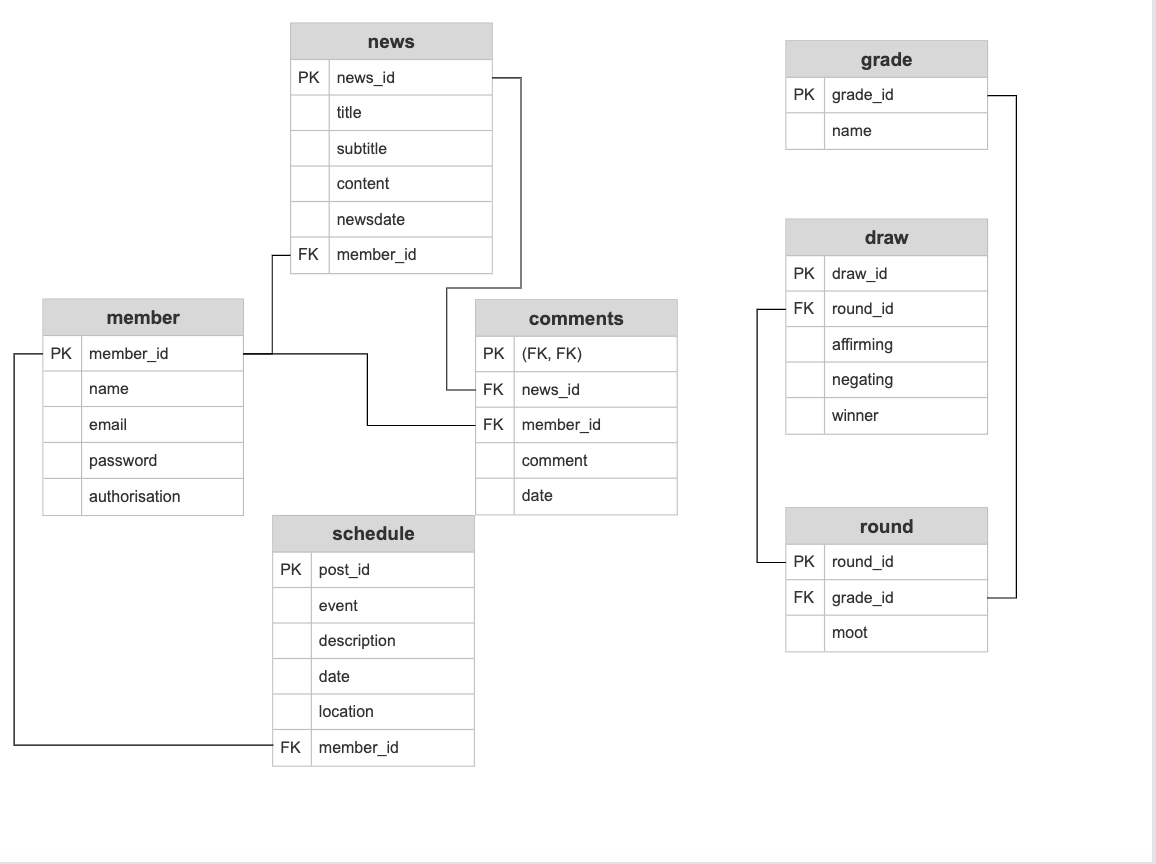 news
PK news_id
title
subtitle
content
newsdate
FK member_id
member
PK member_id
name
email
password
authorisation
comments
PK (FK, FK)
FK news_id
FK member_id
comment
date
schedule
PK post_id
event
description
date
location
FK member_id
grade
PK grade_id
name
draw
PK draw_id
FK round_id
affirming
negating
winner
round
PK round_id
FK grade_id
moot